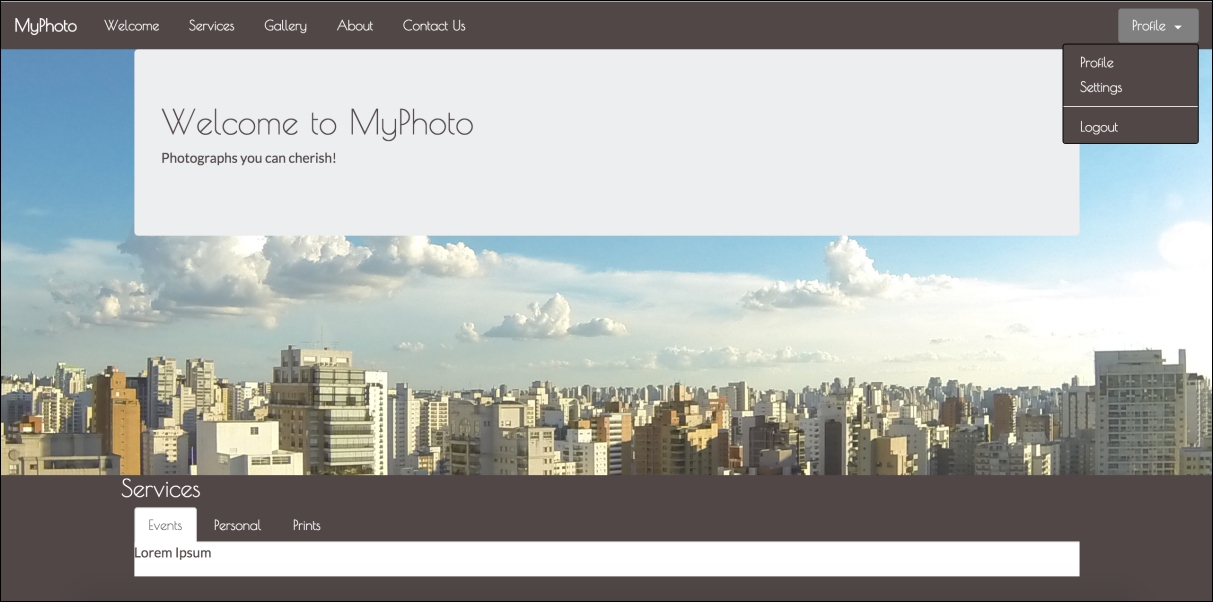 MyPhoto Welcome Services Gallery About Contact Us Profile
Profile
Settings
Logout
Welcome to MyPhoto
Photographs you can cherish!
Services
Events Personal Prints
Lorem Ipsum